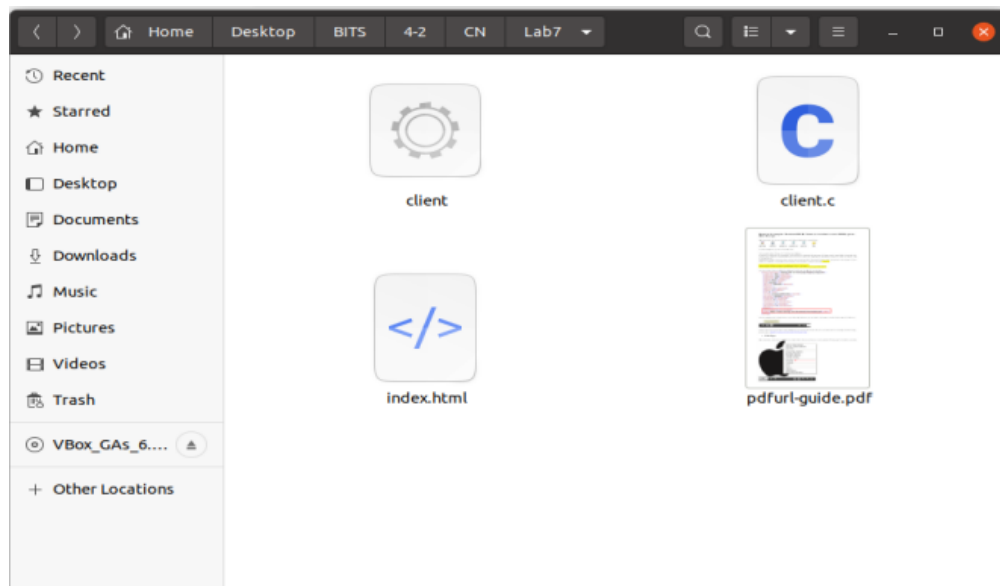 Home Desktop BITS 4-2 CN Lab7
Recent
Starred
Home
Desktop
Documents
Downloads
Music
Pictures
Videos
Trash
VBox_GAs_6....
Other Locations
client
C
client.c
</>
index.html
pdfurl-guide.pdf